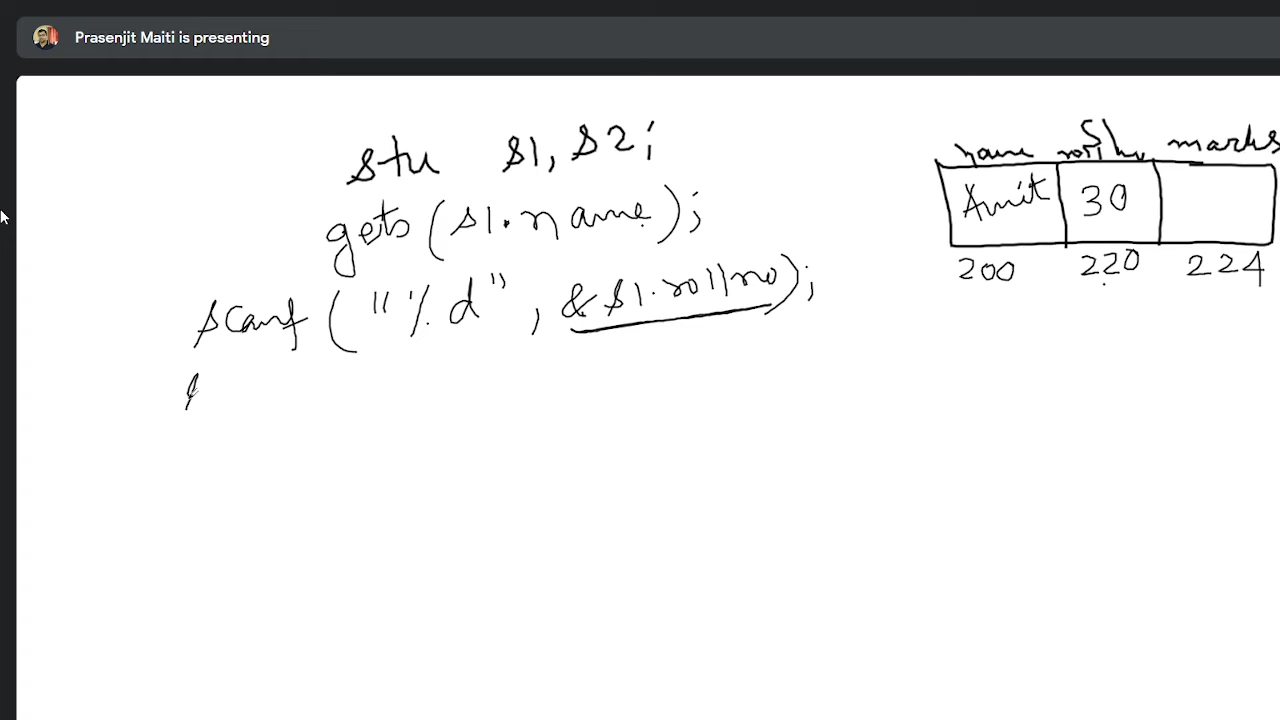 Prasenjit Maiti is presenting
stu s1, s2;
gets(s1.name);
scanf("%d", &s1.rollno);
s1
name rollno marks
Amit 30
200 220 224